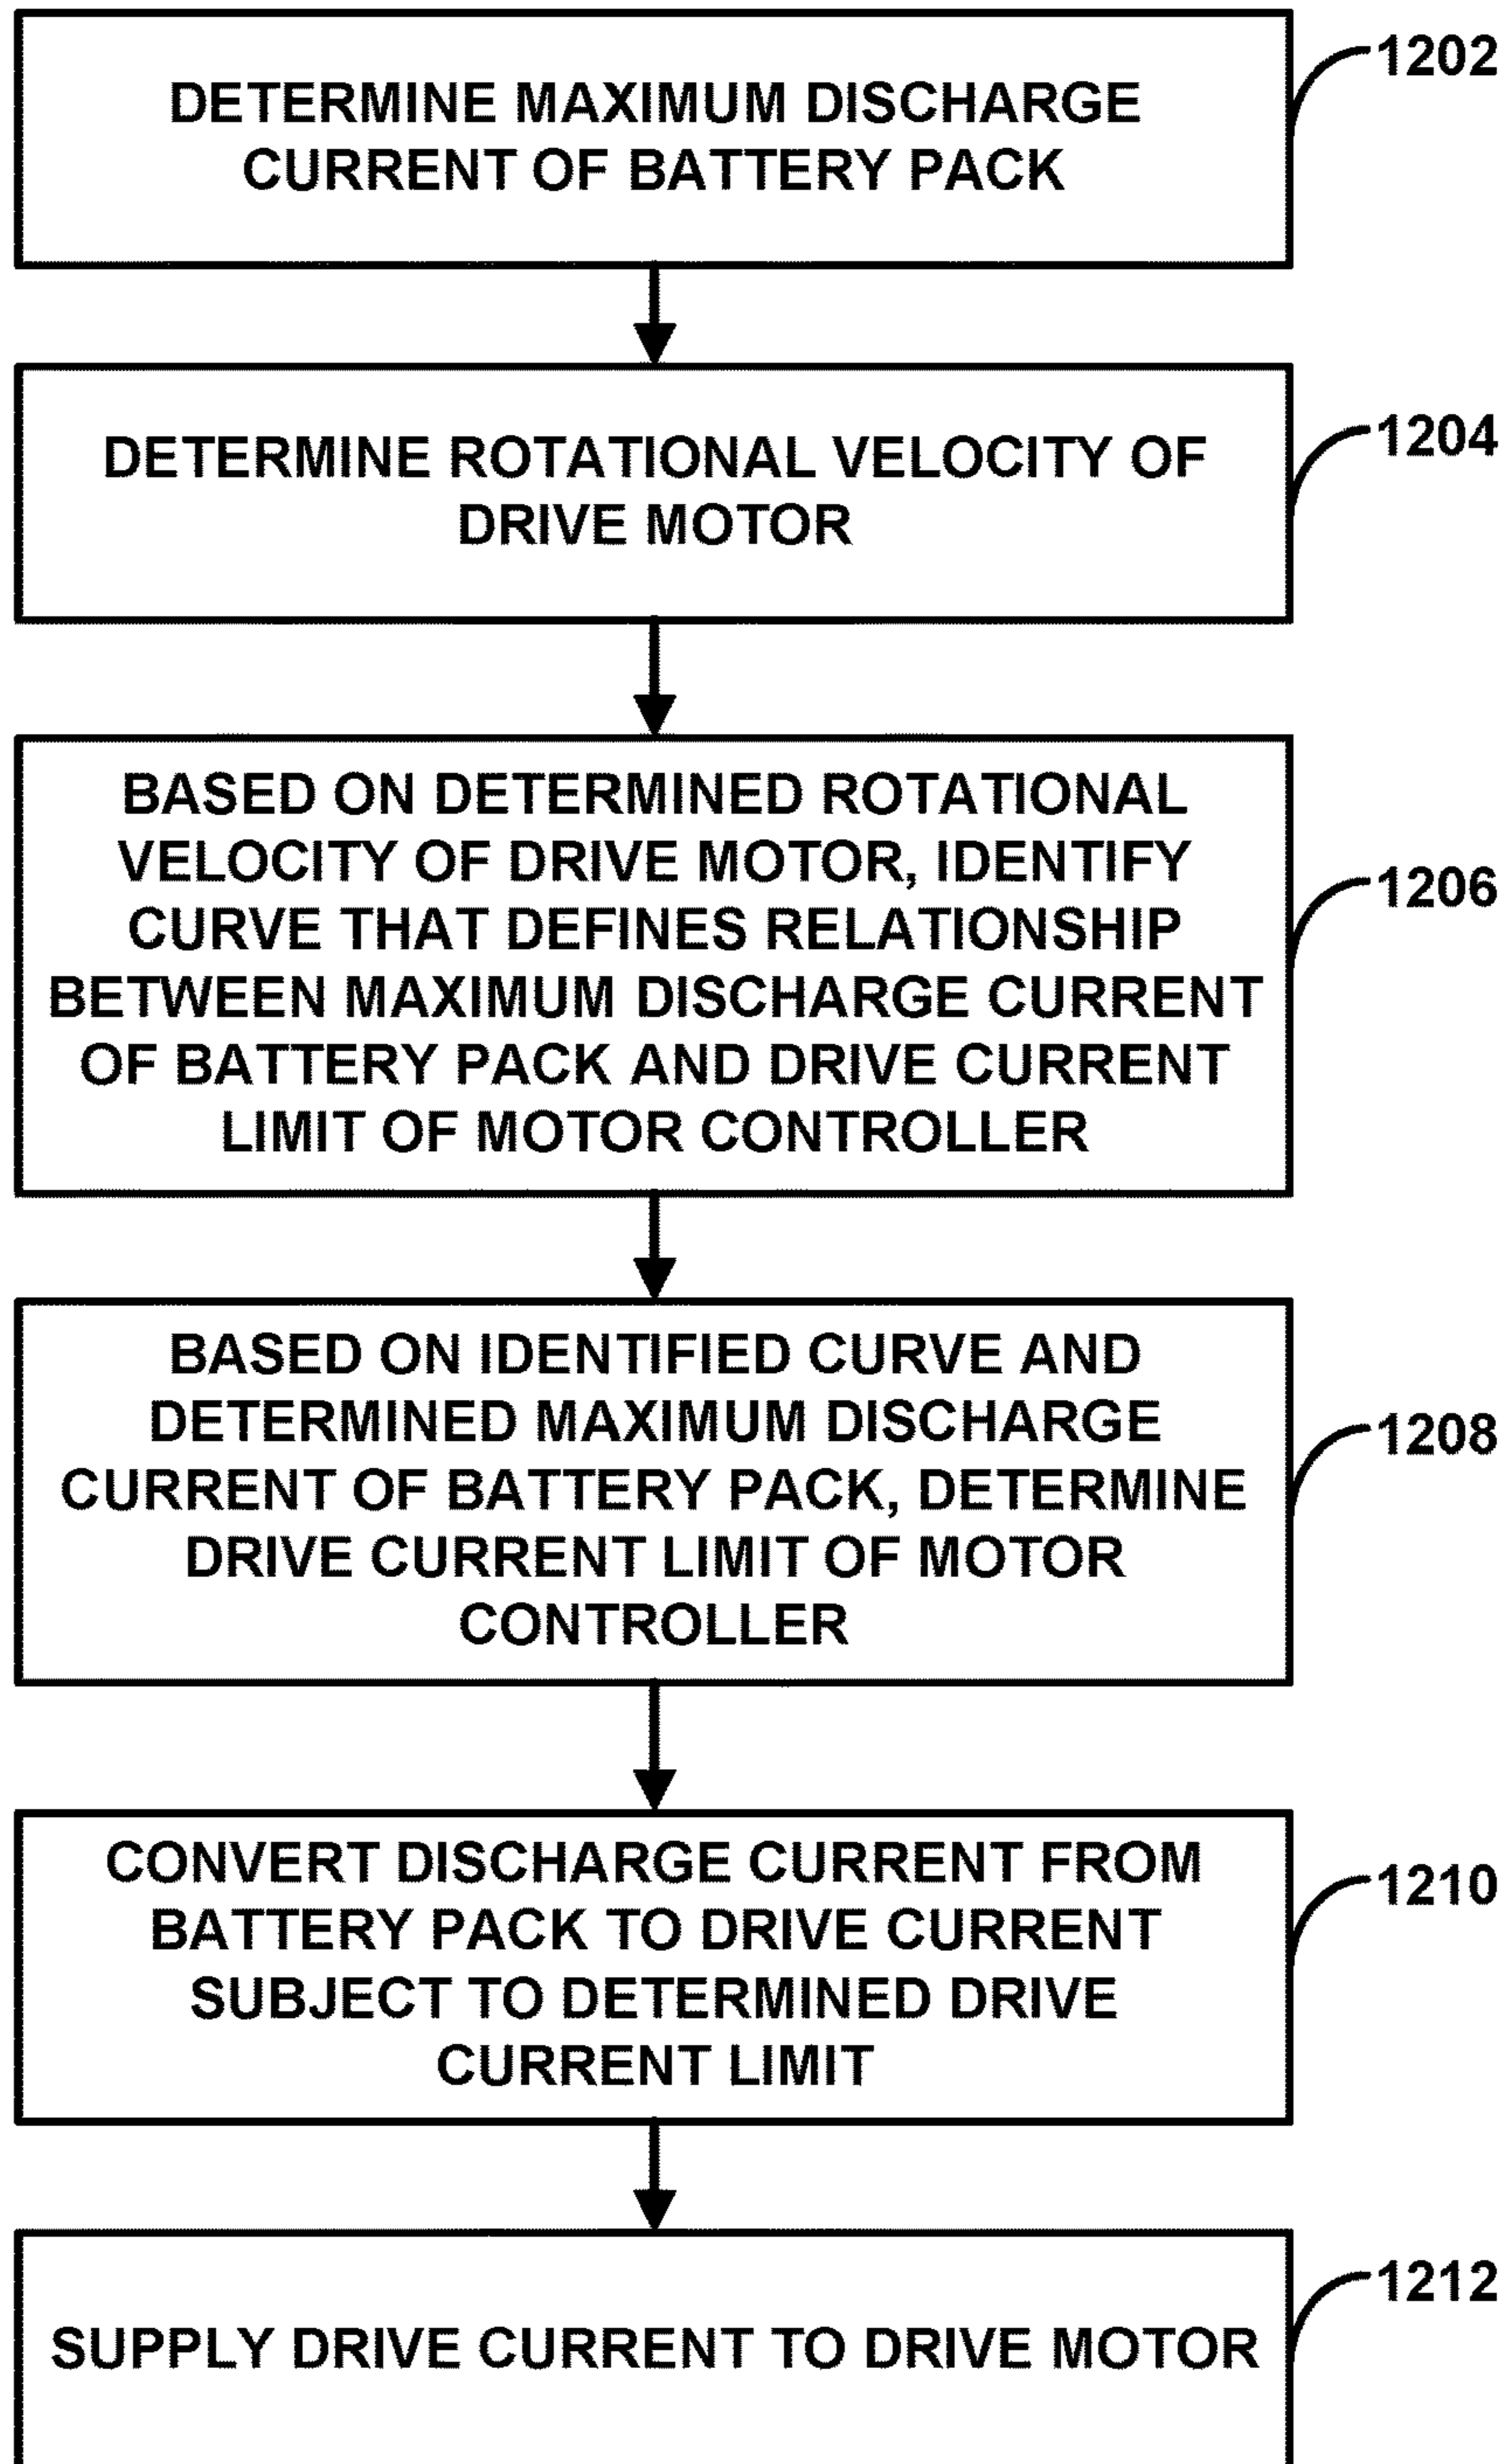 DETERMINE MAXIMUM DISCHARGE
CURRENT OF BATTERY PACK
1202
DETERMINE ROTATIONAL VELOCITY OF
DRIVE MOTOR
1204
BASED ON DETERMINED ROTATIONAL
VELOCITY OF DRIVE MOTOR, IDENTIFY
CURVE THAT DEFINES RELATIONSHIP
BETWEEN MAXIMUM DISCHARGE CURRENT
OF BATTERY PACK AND DRIVE CURRENT
LIMIT OF MOTOR CONTROLLER
1206
BASED ON IDENTIFIED CURVE AND
DETERMINED MAXIMUM DISCHARGE
CURRENT OF BATTERY PACK, DETERMINE
DRIVE CURRENT LIMIT OF MOTOR
CONTROLLER
1208
CONVERT DISCHARGE CURRENT FROM
BATTERY PACK TO DRIVE CURRENT
SUBJECT TO DETERMINED DRIVE
CURRENT LIMIT
1210
SUPPLY DRIVE CURRENT TO DRIVE MOTOR
1212